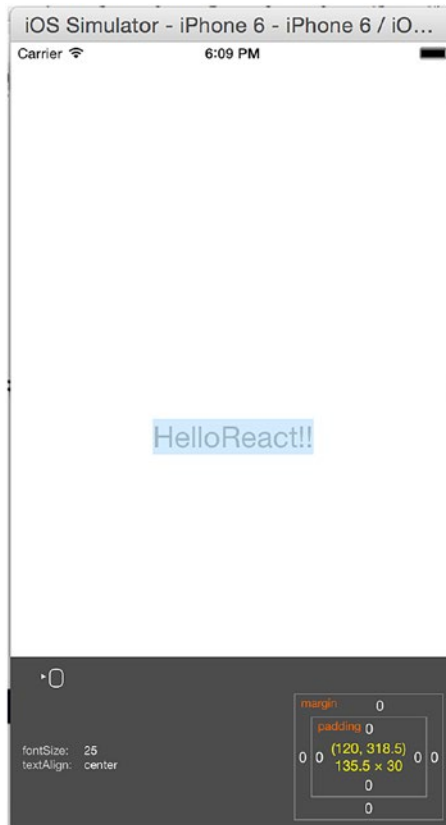 iOS Simulator - iPhone 6 - iPhone 6 / iO...
Carrier 6:09 PM
HelloReact!!
margin 0
padding 0
fontSize: 25
textAlign: center
0 0 (120, 318.5) 0 0
135.5 × 30
0
0